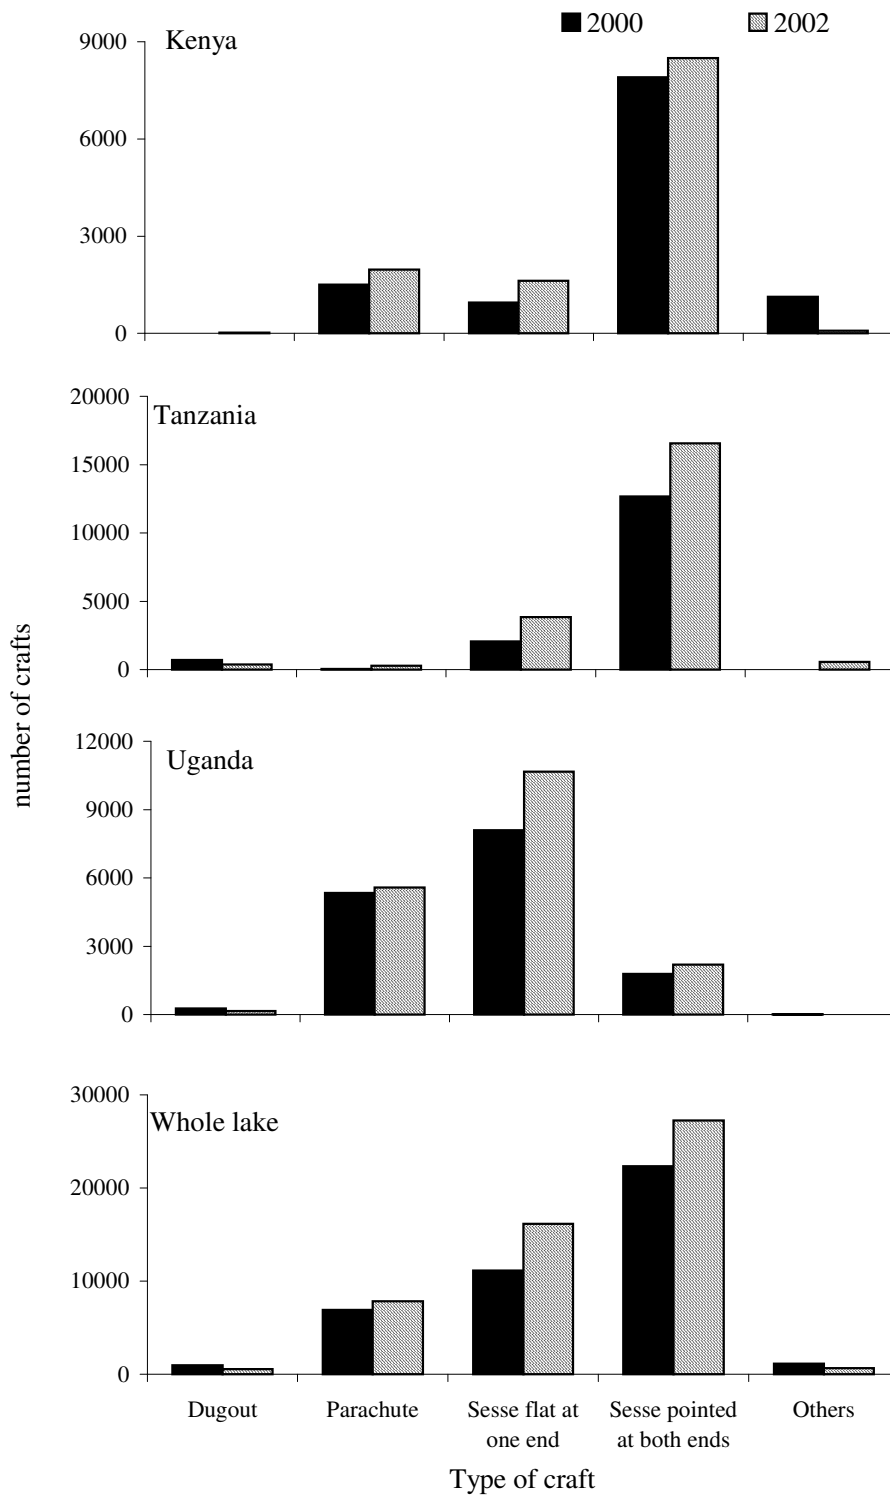 Kenya
2000
2002
9000
6000
3000
0
Tanzania
20000
15000
10000
5000
0
number of crafts
Uganda
12000
9000
6000
3000
0
Whole lake
30000
20000
10000
0
Dugout
Parachute
Sesse flat at
one end
Sesse pointed
at both ends
Others
Type of craft